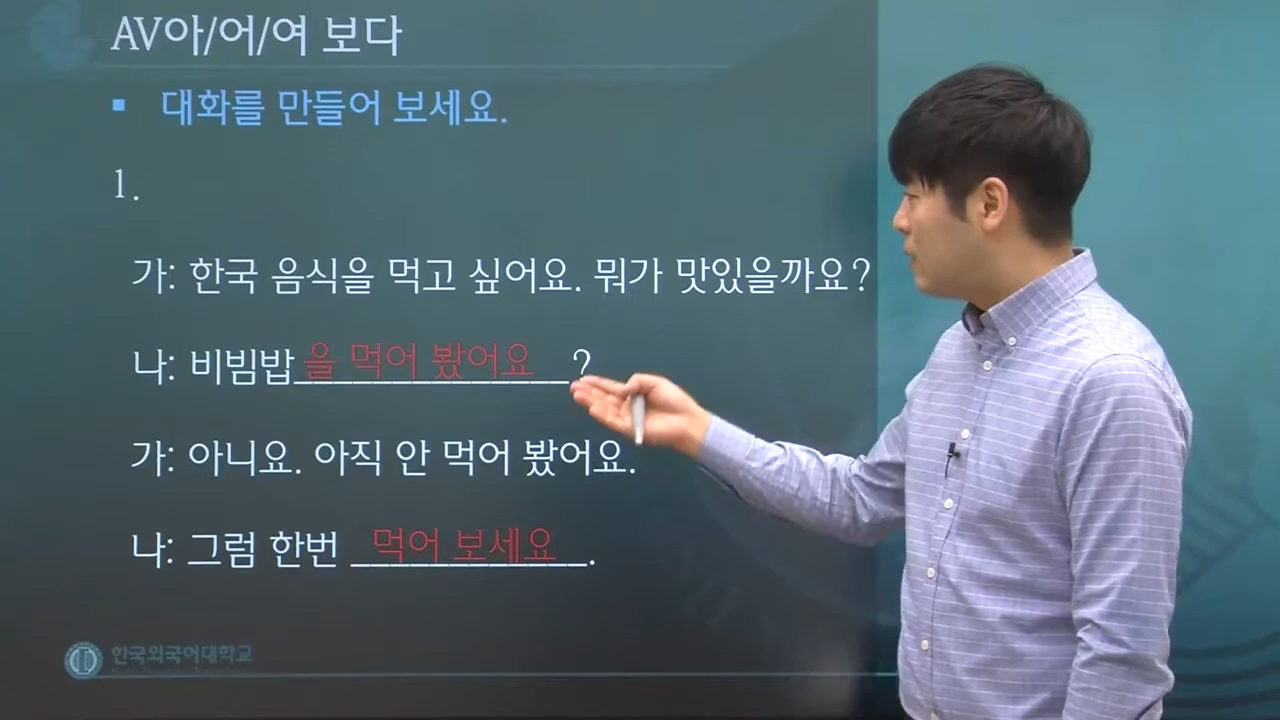 AV아/어/여 보다
▪ 대화를 만들어 보세요.
1.
가: 한국 음식을 먹고 싶어요. 뭐가 맛있을까요?
나: 비빔밥을 먹어 봤어요?
가: 아니요. 아직 안 먹어 봤어요.
나: 그럼 한번 먹어 보세요.
한국외국어대학교